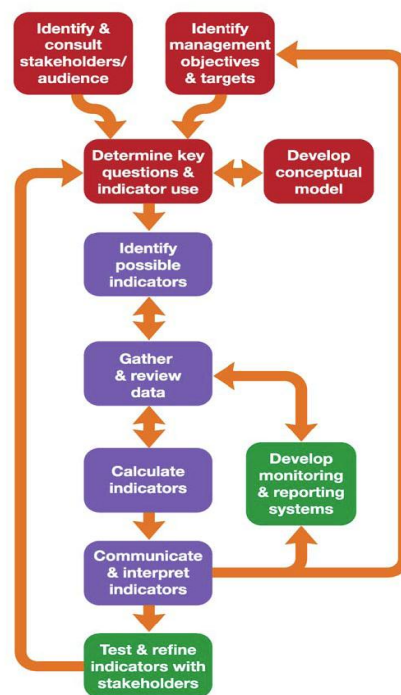 Identify &
consult
stakeholders/
audience
Identify
management
objectives
& targets
Determine key
questions &
indicator use
Develop
conceptual
model
Identify
possible
indicators
Gather
& review
data
Calculate
indicators
Develop
monitoring
& reporting
systems
Communicate
& interpret
indicators
Test & refine
indicators with
stakeholders